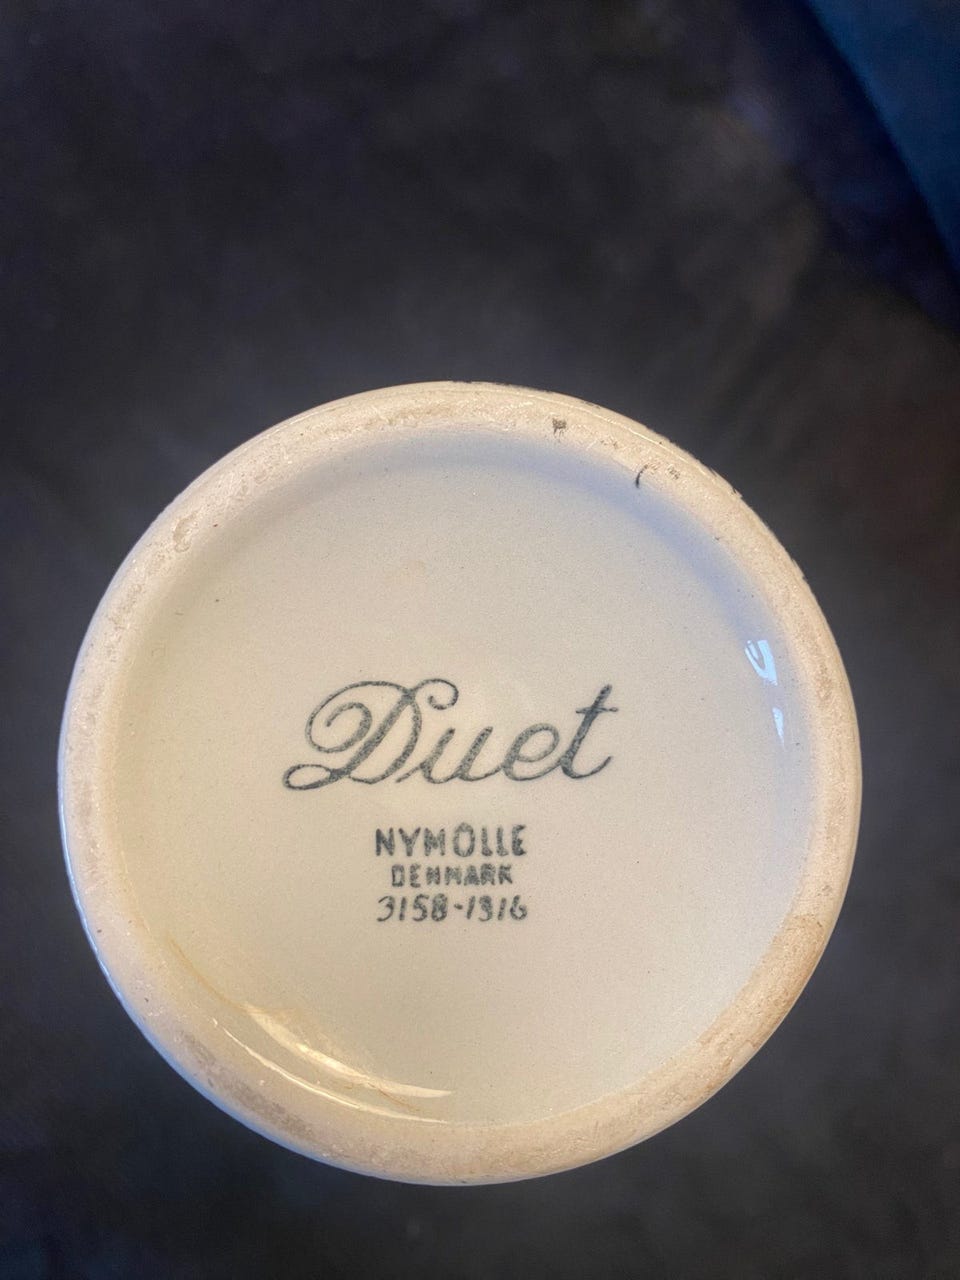 Duet
NYMÖLLE
DENMARK
3158-1316